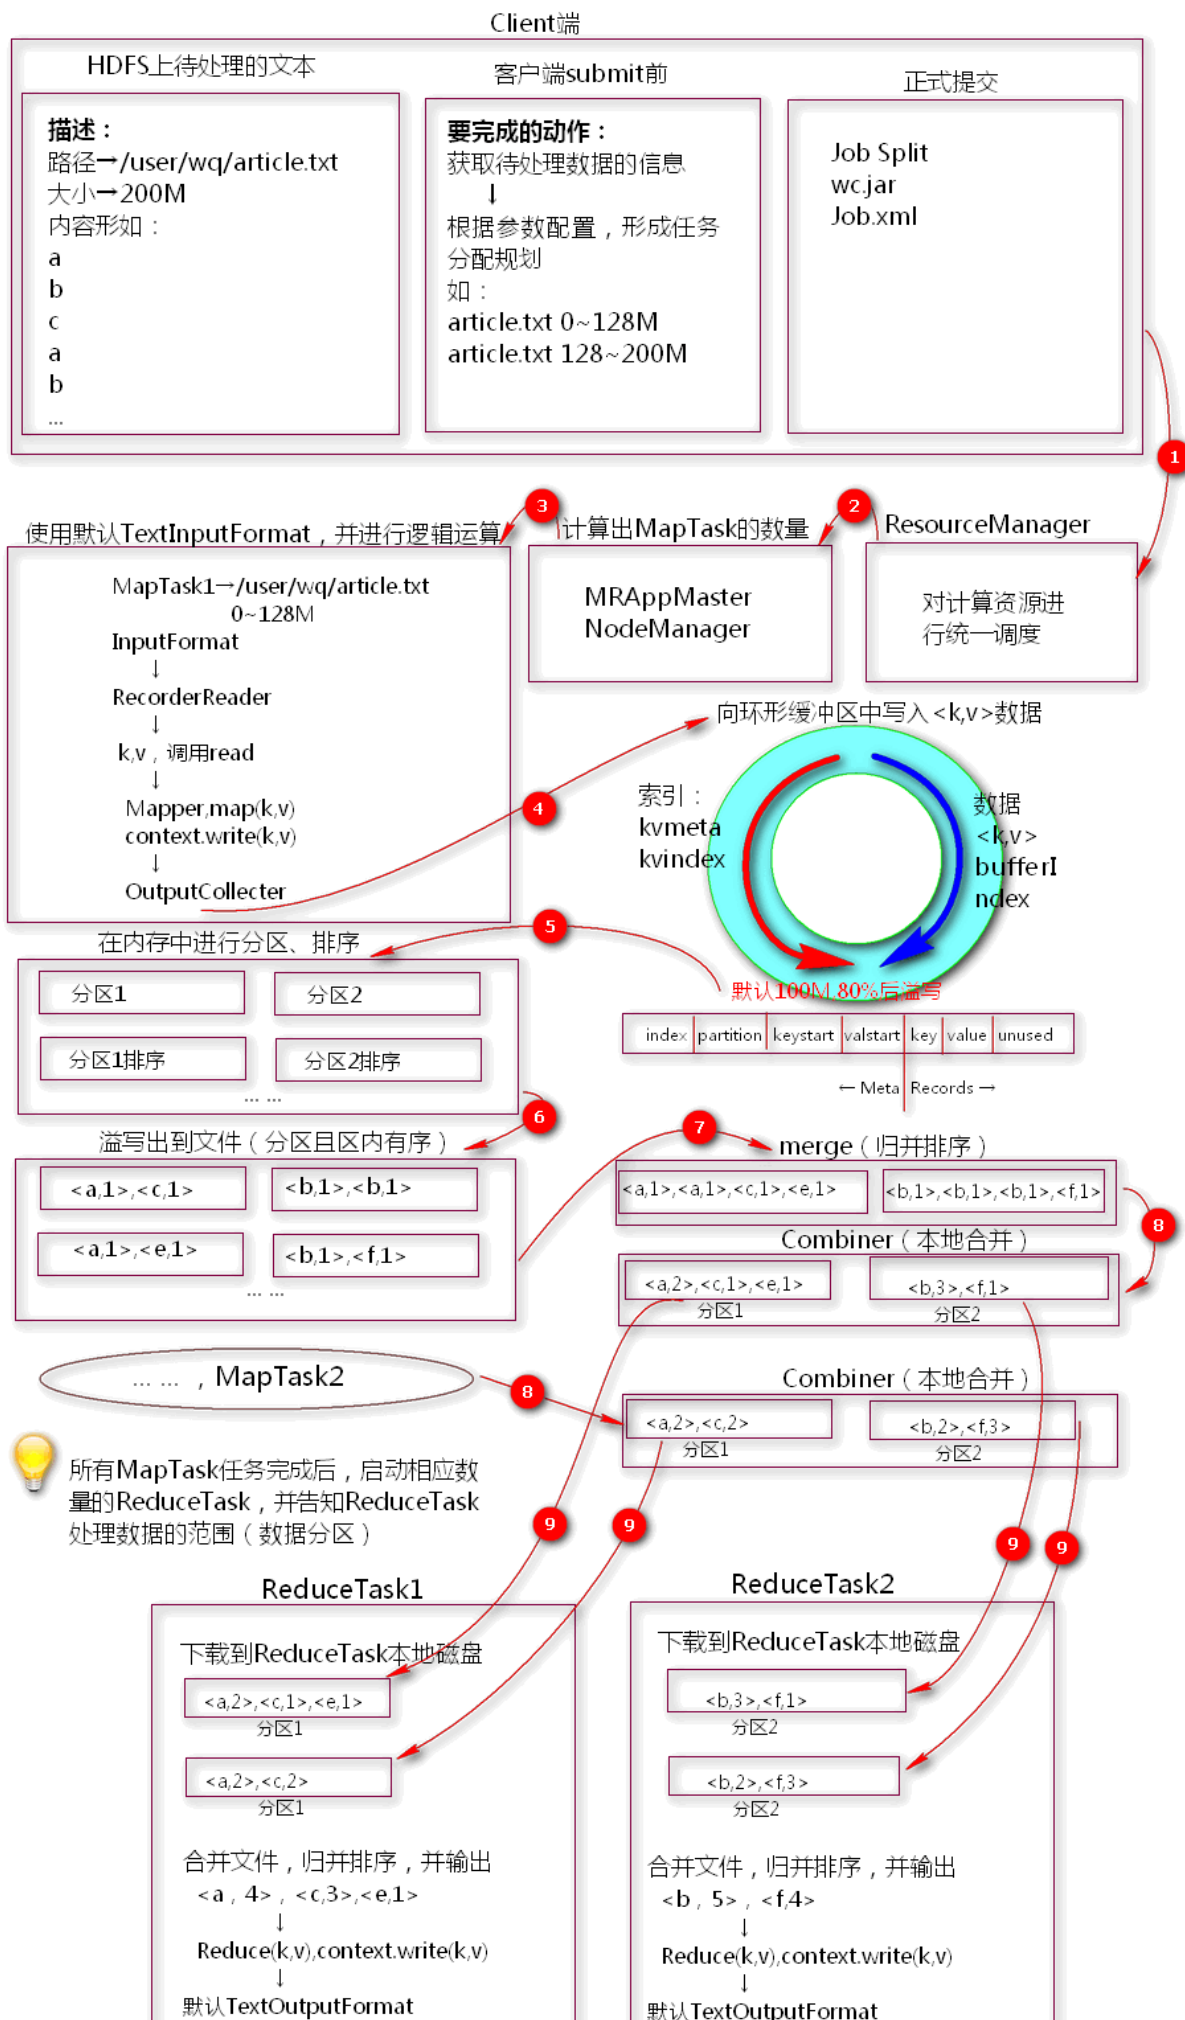 Client端
HDFS上待处理的文本
描述：
路径→/user/wq/article.txt
大小→200M
内容形如：
a
b
c
a
b
...
客户端submit前
要完成的动作：
获取待处理数据的信息
↓
根据参数配置，形成任务
分配规划
如：
article.txt 0~128M
article.txt 128~200M
正式提交
Job Split
wc.jar
Job.xml
1
2
3
使用默认TextInputFormat，并进行逻辑运算
MapTask1→/user/wq/article.txt
0~128M
InputFormat
↓
RecorderReader
↓
k,v，调用read
↓
Mapper,map(k,v)
context.write(k,v)
↓
OutputCollecter
计算出MapTask的数量
MRAppMaster
NodeManager
ResourceManager
对计算资源进
行统一调度
4
向环形缓冲区中写入<k,v>数据
索引：
kvmeta
kvindex
数据
<k,v>
bufferI
ndex
默认100M,80%后溢写
index partition keystart valstart key value unused
← Meta Records →
5
在内存中进行分区、排序
分区1
分区2
分区1排序
分区2排序
... ...
6
溢写出到文件（分区且区内有序）
<a,1>,<c,1>
<b,1>,<b,1>
<a,1>,<e,1>
<b,1>,<f,1>
... ...
7
merge（归并排序）
<a,1>,<a,1>,<c,1>,<e,1>
<b,1>,<b,1>,<b,1>,<f,1>
8
Combiner（本地合并）
<a,2>,<c,1>,<e,1>
<b,3>,<f,1>
分区1
分区2
... ... ，MapTask2
8
Combiner（本地合并）
<a,2>,<c,2>
<b,2>,<f,3>
分区1
分区2
所有MapTask任务完成后，启动相应数
量的ReduceTask，并告知ReduceTask
处理数据的范围（数据分区）
9
9
9
9
ReduceTask1
下载到ReduceTask本地磁盘
<a,2>,<c,1>,<e,1>
分区1
<a,2>,<c,2>
分区1
合并文件，归并排序，并输出
<a，4>，<c,3>,<e,1>
↓
Reduce(k,v),context.write(k,v)
↓
默认TextOutputFormat
ReduceTask2
下载到ReduceTask本地磁盘
<b,3>,<f,1>
分区2
<b,2>,<f,3>
分区2
合并文件，归并排序，并输出
<b，5>，<f,4>
↓
Reduce(k,v),context.write(k,v)
↓
默认TextOutputFormat